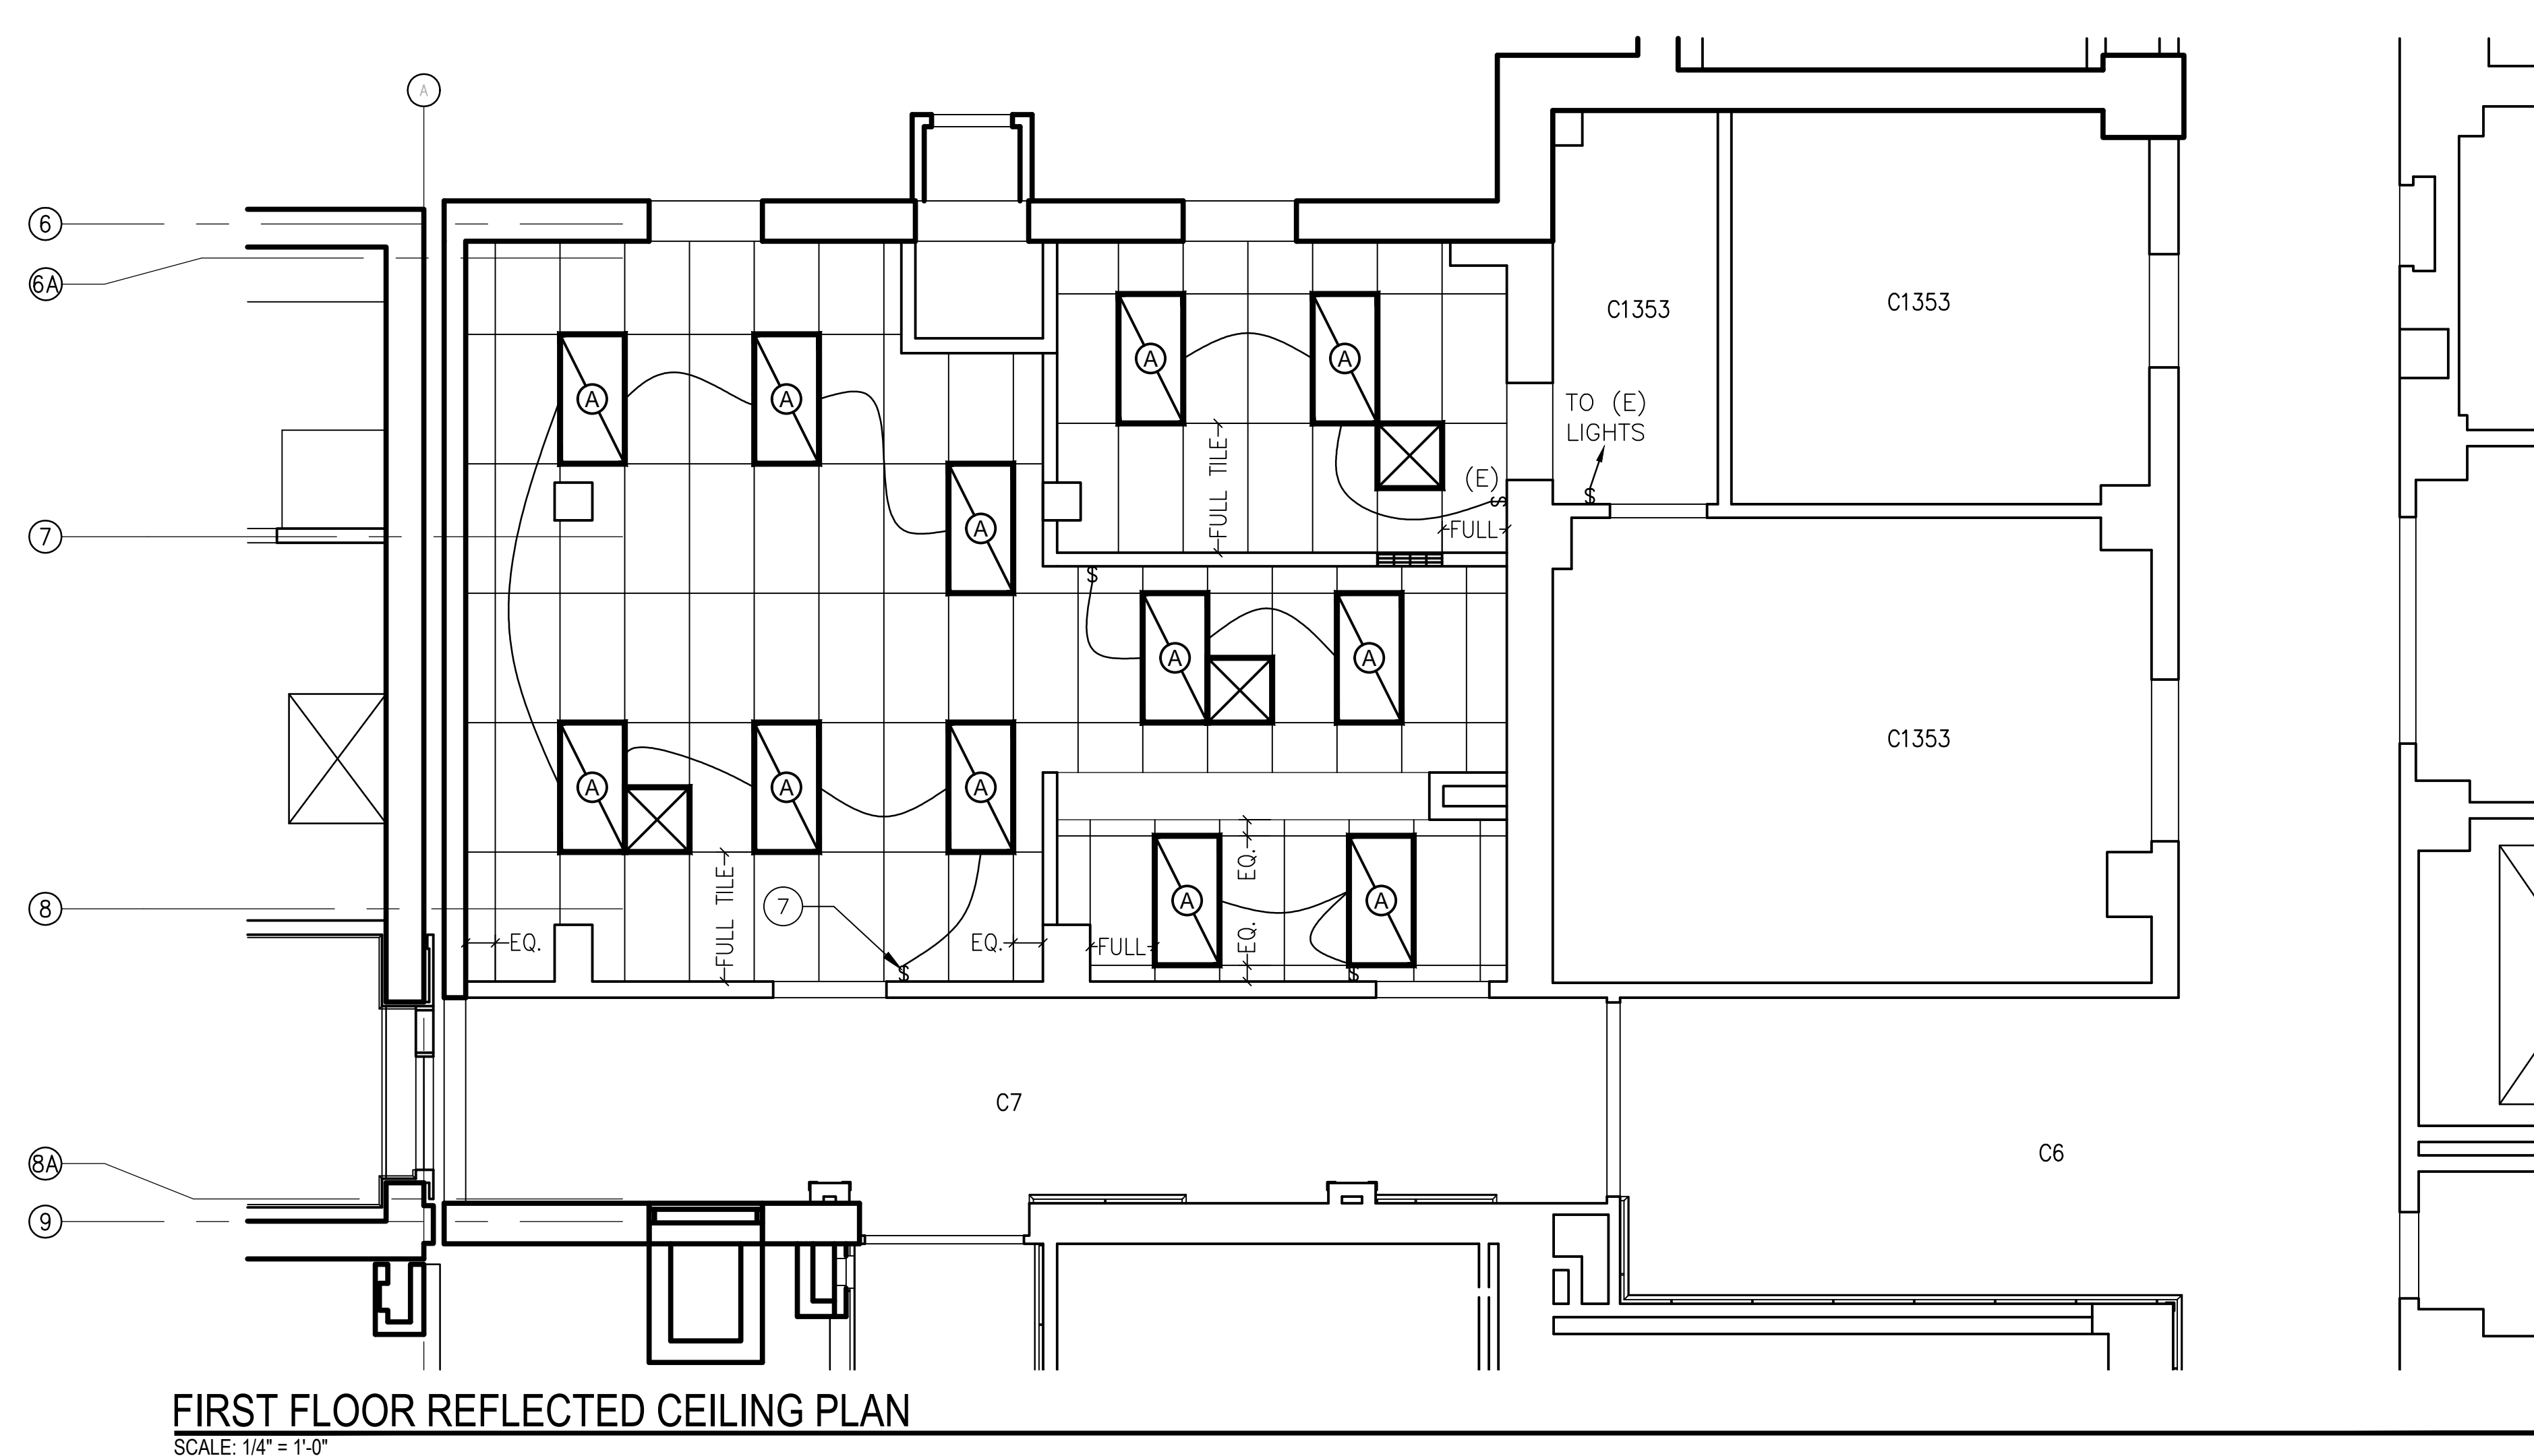 A
6
6A
C1353
C1353
A
A
A
A
TO (E)
LIGHTS
FULL TILE
(E)
$
$
A
FULL
7
$
A
A
C1353
A
A
A
EQ.
FULL TILE
7
A
A
8
EQ.
EQ.
FULL
EQ.
$
$
C7
C6
8A
9
FIRST FLOOR REFLECTED CEILING PLAN
SCALE: 1/4" = 1'-0"